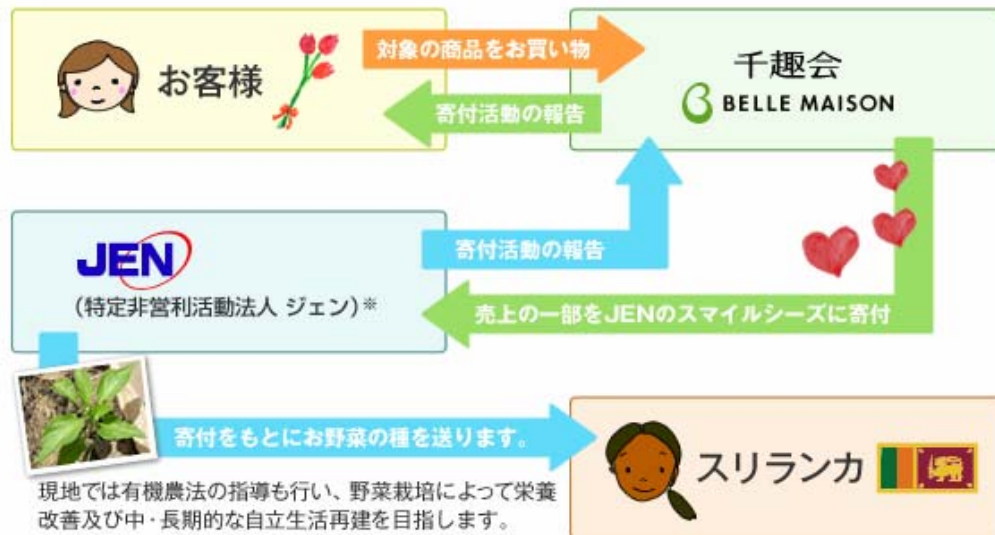 お客様
対象の商品をお買い物
寄付活動の報告
千趣会
BELLE MAISON
JEN
(特定非営利活動法人 ジェン)※
寄付活動の報告
売上の一部をJENのスマイルシーズに寄付
寄付をもとにお野菜の種を送ります。
スリランカ
現地では有機農法の指導も行い、野菜栽培によって栄養
改善及び中・長期的な自立生活再建を目指します。